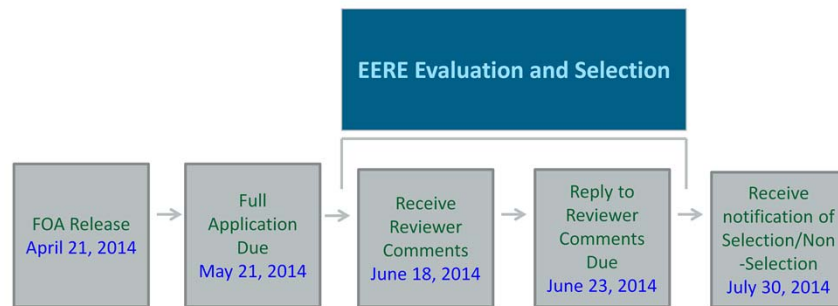 EERE Evaluation and Selection
FOA Release
April 21, 2014
Full
Application
Due
May 21, 2014
Receive
Reviewer
Comments
June 18, 2014
Reply to
Reviewer
Comments
Due
June 23, 2014
Receive
notification of
Selection/Non
-Selection
July 30, 2014